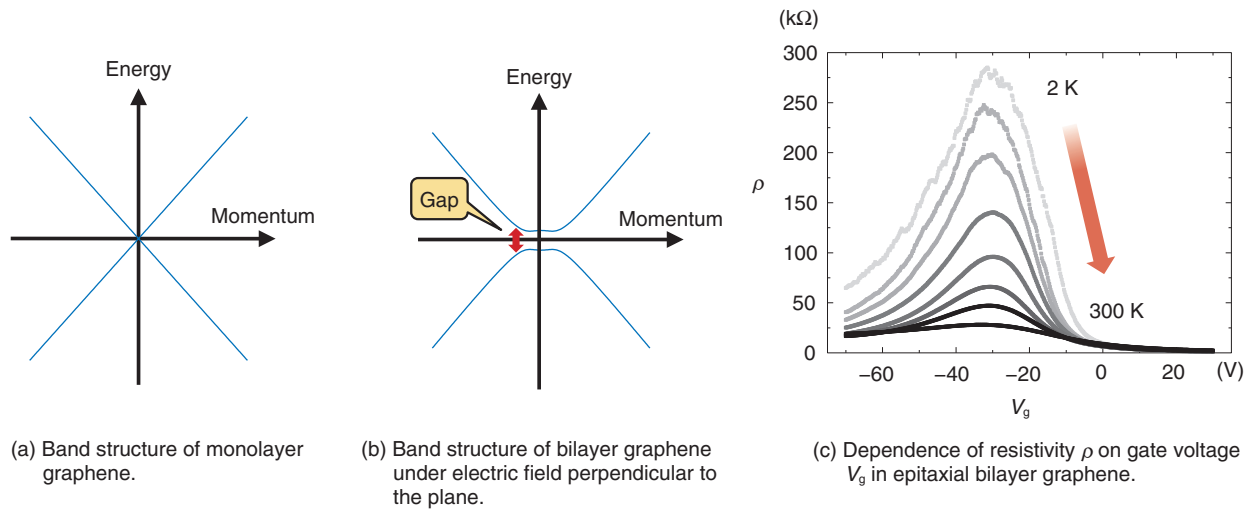 Energy
Momentum
(a) Band structure of monolayer
graphene.
Energy
Gap
Momentum
(b) Band structure of bilayer graphene
under electric field perpendicular to
the plane.
(kΩ)
300
250
200
150
100
50
0
ρ
2 K
300 K
−60
−40
−20
0
20
(V)
Vg
(c) Dependence of resistivity ρ on gate voltage
Vg in epitaxial bilayer graphene.